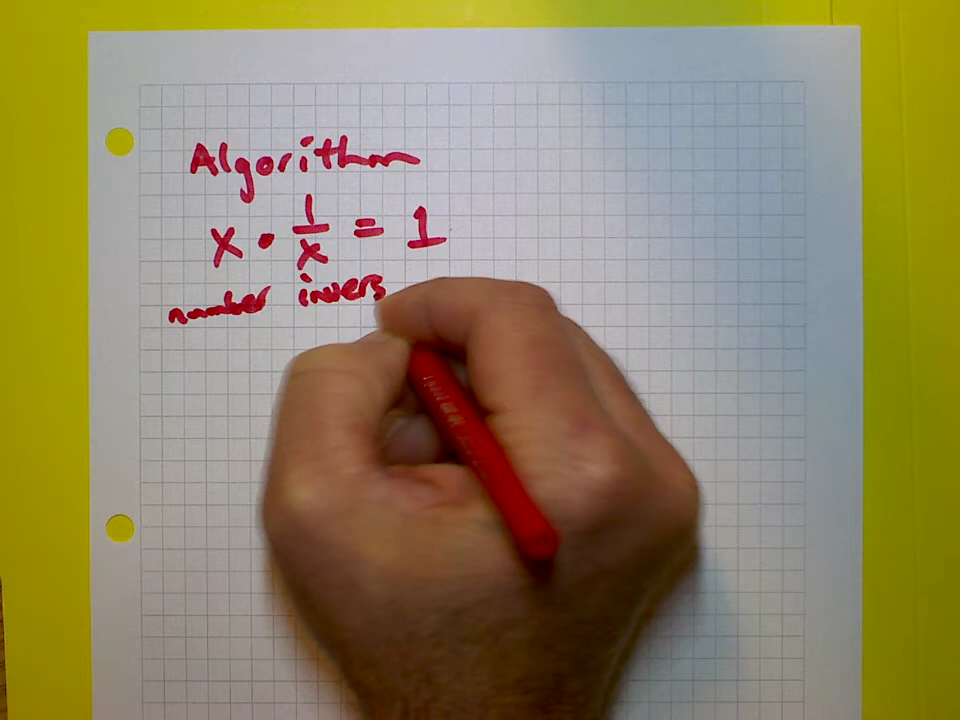 Algorithm
x • 1/x = 1
number invers